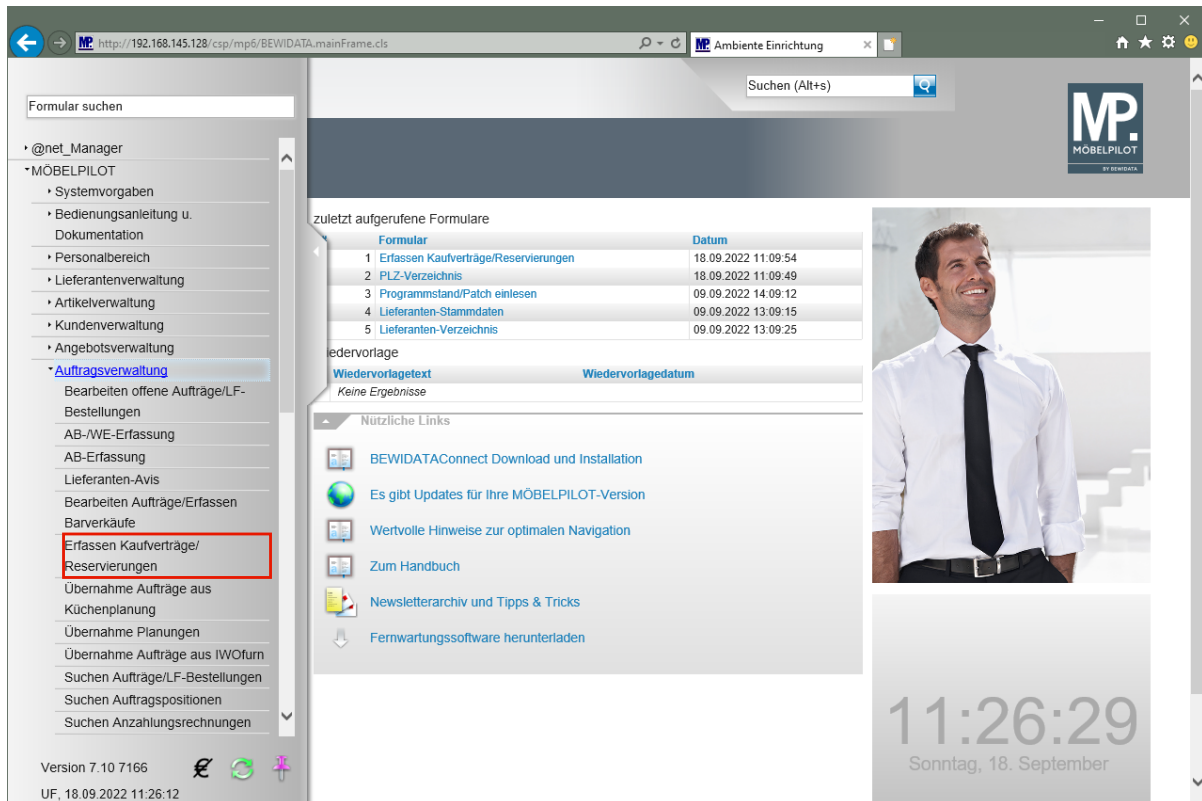 http://192.168.145.128/csp/mp6/BEWIDATA.mainFrame.cls
MP. Ambiente Einrichtung
Formular suchen
Suchen (Alt+s)
MP.
MÖBELPILOT
BY BEWIDATA
@net_Manager
MÖBELPILOT
Systemvorgaben
Bedienungsanleitung u.
Dokumentation
Personalbereich
Lieferantenverwaltung
Artikelverwaltung
Kundenverwaltung
Angebotsverwaltung
Auftragsverwaltung
Bearbeiten offene Aufträge/LF-
Bestellungen
AB-/WE-Erfassung
AB-Erfassung
Lieferanten-Avis
Bearbeiten Aufträge/Erfassen
Barverkäufe
Erfassen Kaufverträge/
Reservierungen
Übernahme Aufträge aus
Küchenplanung
Übernahme Planungen
Übernahme Aufträge aus IWOfurn
Suchen Aufträge/LF-Bestellungen
Suchen Auftragspositionen
Suchen Anzahlungsrechnungen
Version 7.10 7166
UF, 18.09.2022 11:26:12
zuletzt aufgerufene Formulare
Formular Datum
1 Erfassen Kaufverträge/Reservierungen 18.09.2022 11:09:54
2 PLZ-Verzeichnis 18.09.2022 11:09:49
3 Programmstand/Patch einlesen 09.09.2022 14:09:12
4 Lieferanten-Stammdaten 09.09.2022 13:09:15
5 Lieferanten-Verzeichnis 09.09.2022 13:09:25
iedervorlage
Wiedervorlagetext Wiedervorlagedatum
Keine Ergebnisse
Nützliche Links
BEWIDATAConnect Download und Installation
Es gibt Updates für Ihre MÖBELPILOT-Version
Wertvolle Hinweise zur optimalen Navigation
Zum Handbuch
Newsletterarchiv und Tipps & Tricks
Fernwartungssoftware herunterladen
11:26:29
Sonntag, 18. September